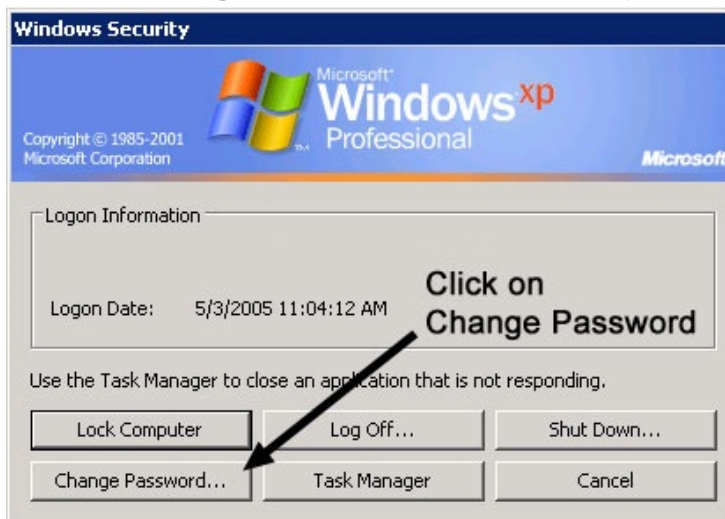 Windows Security
Microsoft
Windows xp
Professional
Copyright © 1985-2001
Microsoft Corporation
Microsoft
Logon Information
Click on
Change Password
Logon Date: 5/3/2005 11:04:12 AM
Use the Task Manager to close an application that is not responding.
Lock Computer Log Off... Shut Down...
Change Password... Task Manager Cancel